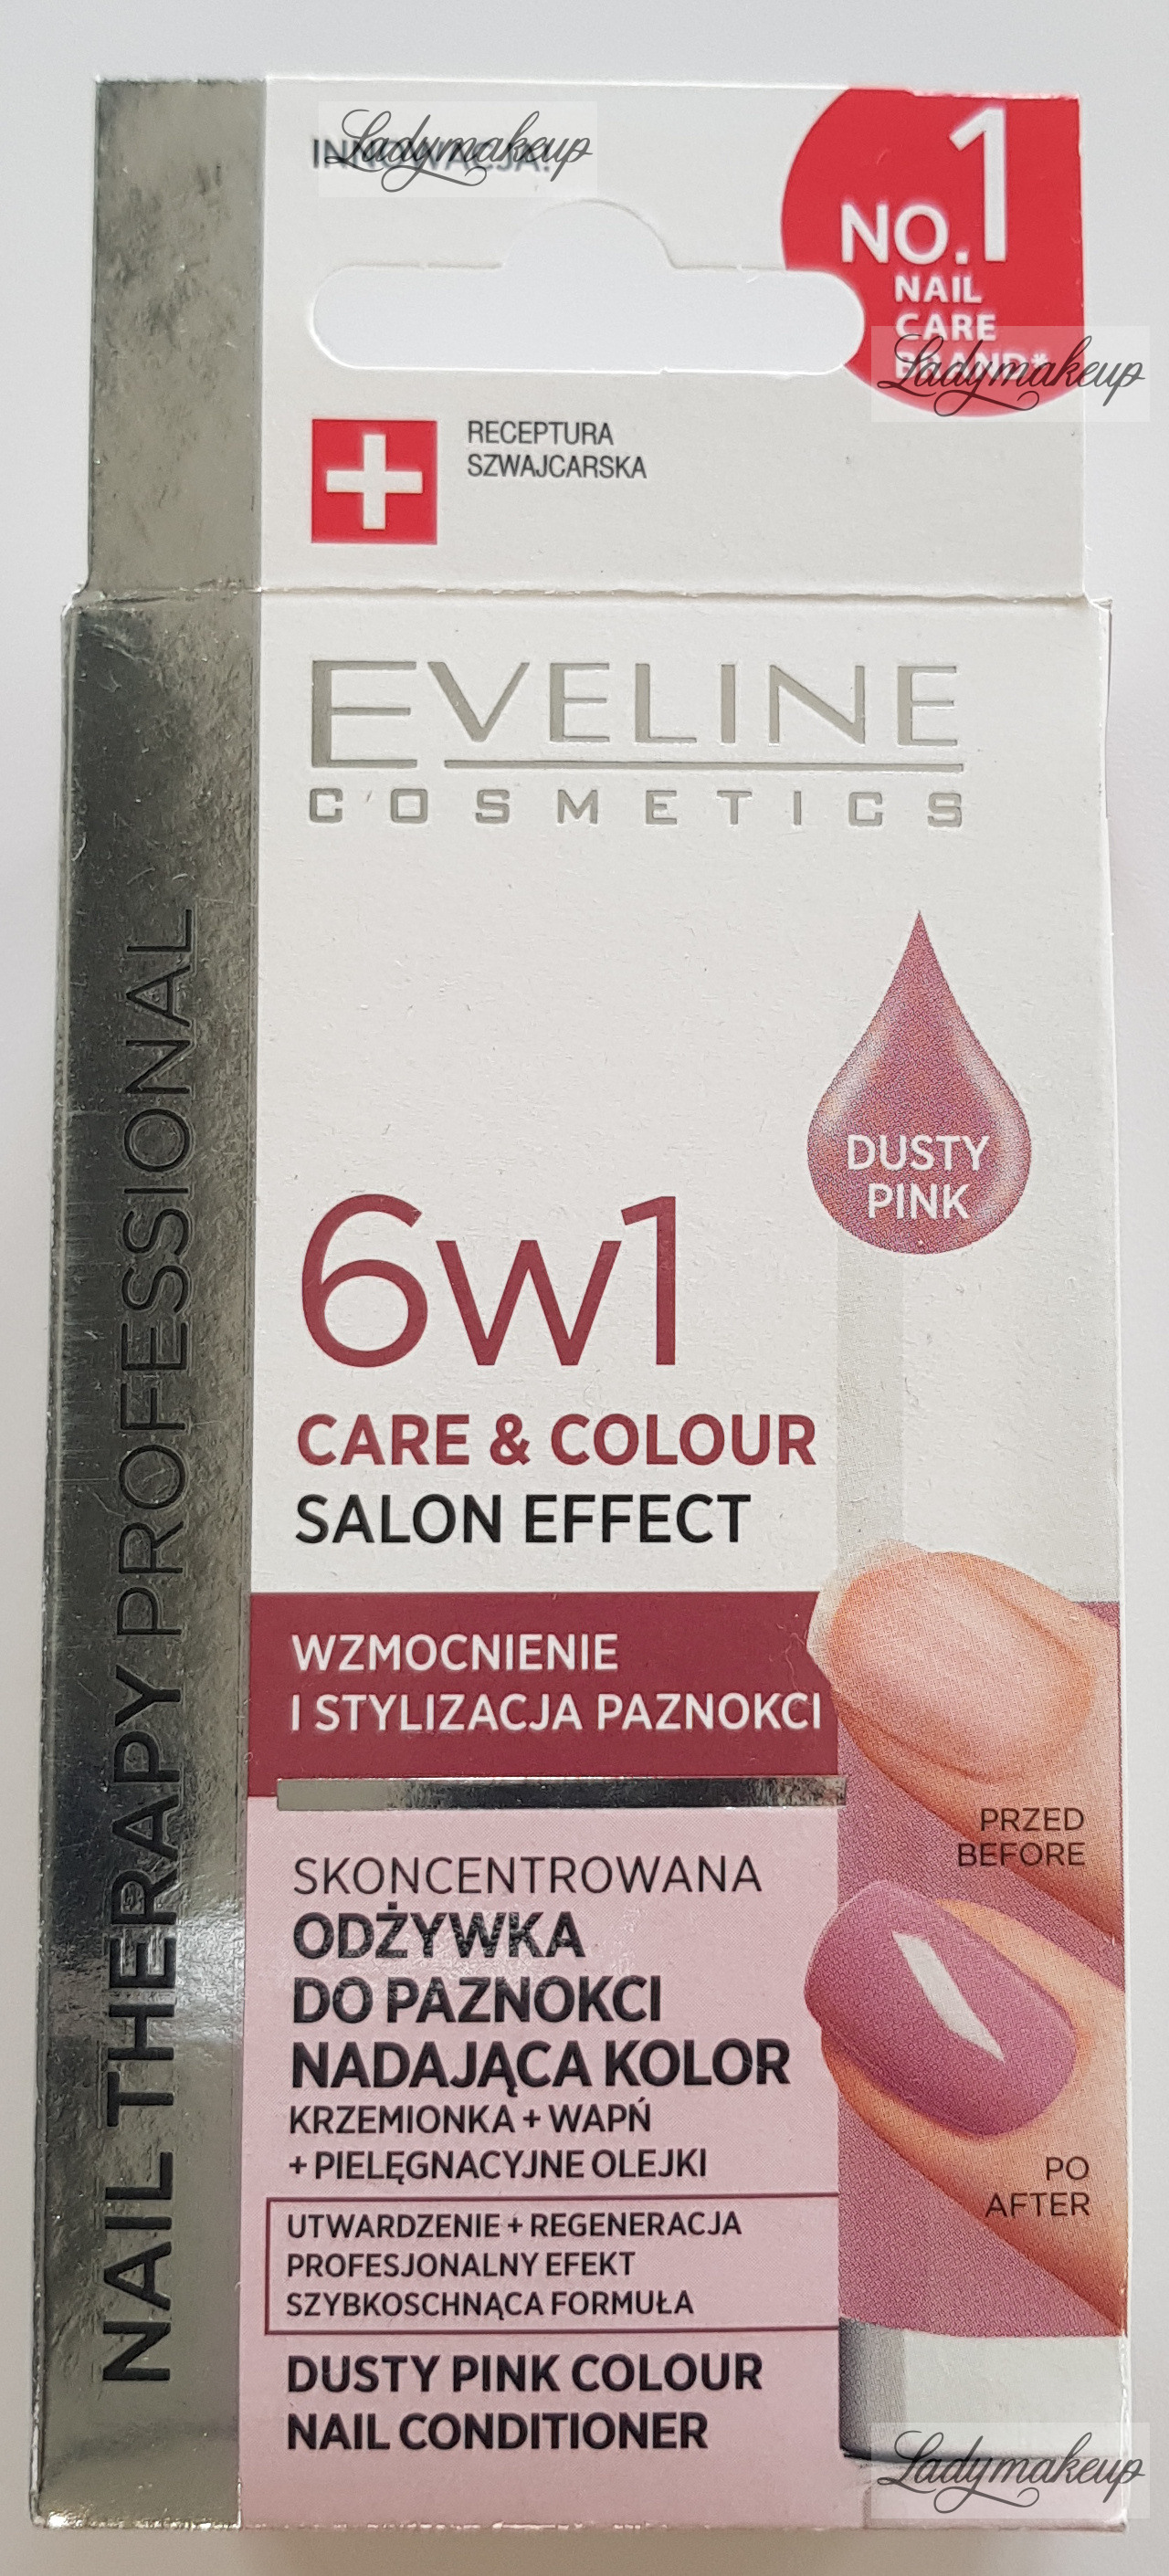 INNOWACJA!
Ladymakeup
NO.1
NAIL
CARE
BRAND*
Ladymakeup
RECEPTURA
SZWAJCARSKA
EVELINE
COSMETICS
DUSTY
PINK
6w1
CARE & COLOUR
SALON EFFECT
NAIL THERAPY PROFESSIONAL
WZMOCNIENIE
I STYLIZACJA PAZNOKCI
PRZED
BEFORE
SKONCENTROWANA
ODŻYWKA
DO PAZNOKCI
NADAJĄCA KOLOR
KRZEMIONKA + WAPŃ
+ PIELĘGNACYJNE OLEJKI
PO
AFTER
UTWARDZENIE + REGENERACJA
PROFESJONALNY EFEKT
SZYBKOSCHNĄCA FORMUŁA
DUSTY PINK COLOUR
NAIL CONDITIONER
Ladymakeup